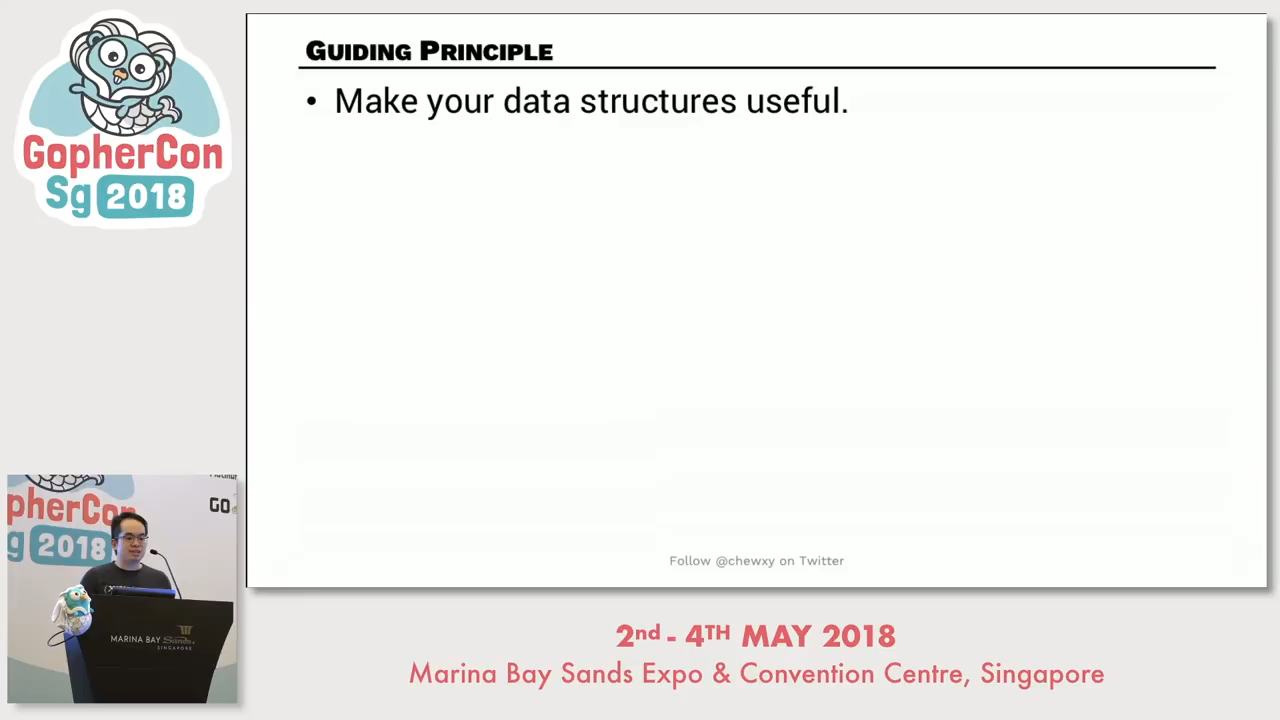 GopherCon
Sg 2018
GUIDING PRINCIPLE
• Make your data structures useful.
Follow @chewxy on Twitter
pherCon
g 2018
GO
MARINA BAY Sands
SINGAPORE
2nd - 4TH MAY 2018
Marina Bay Sands Expo & Convention Centre, Singapore